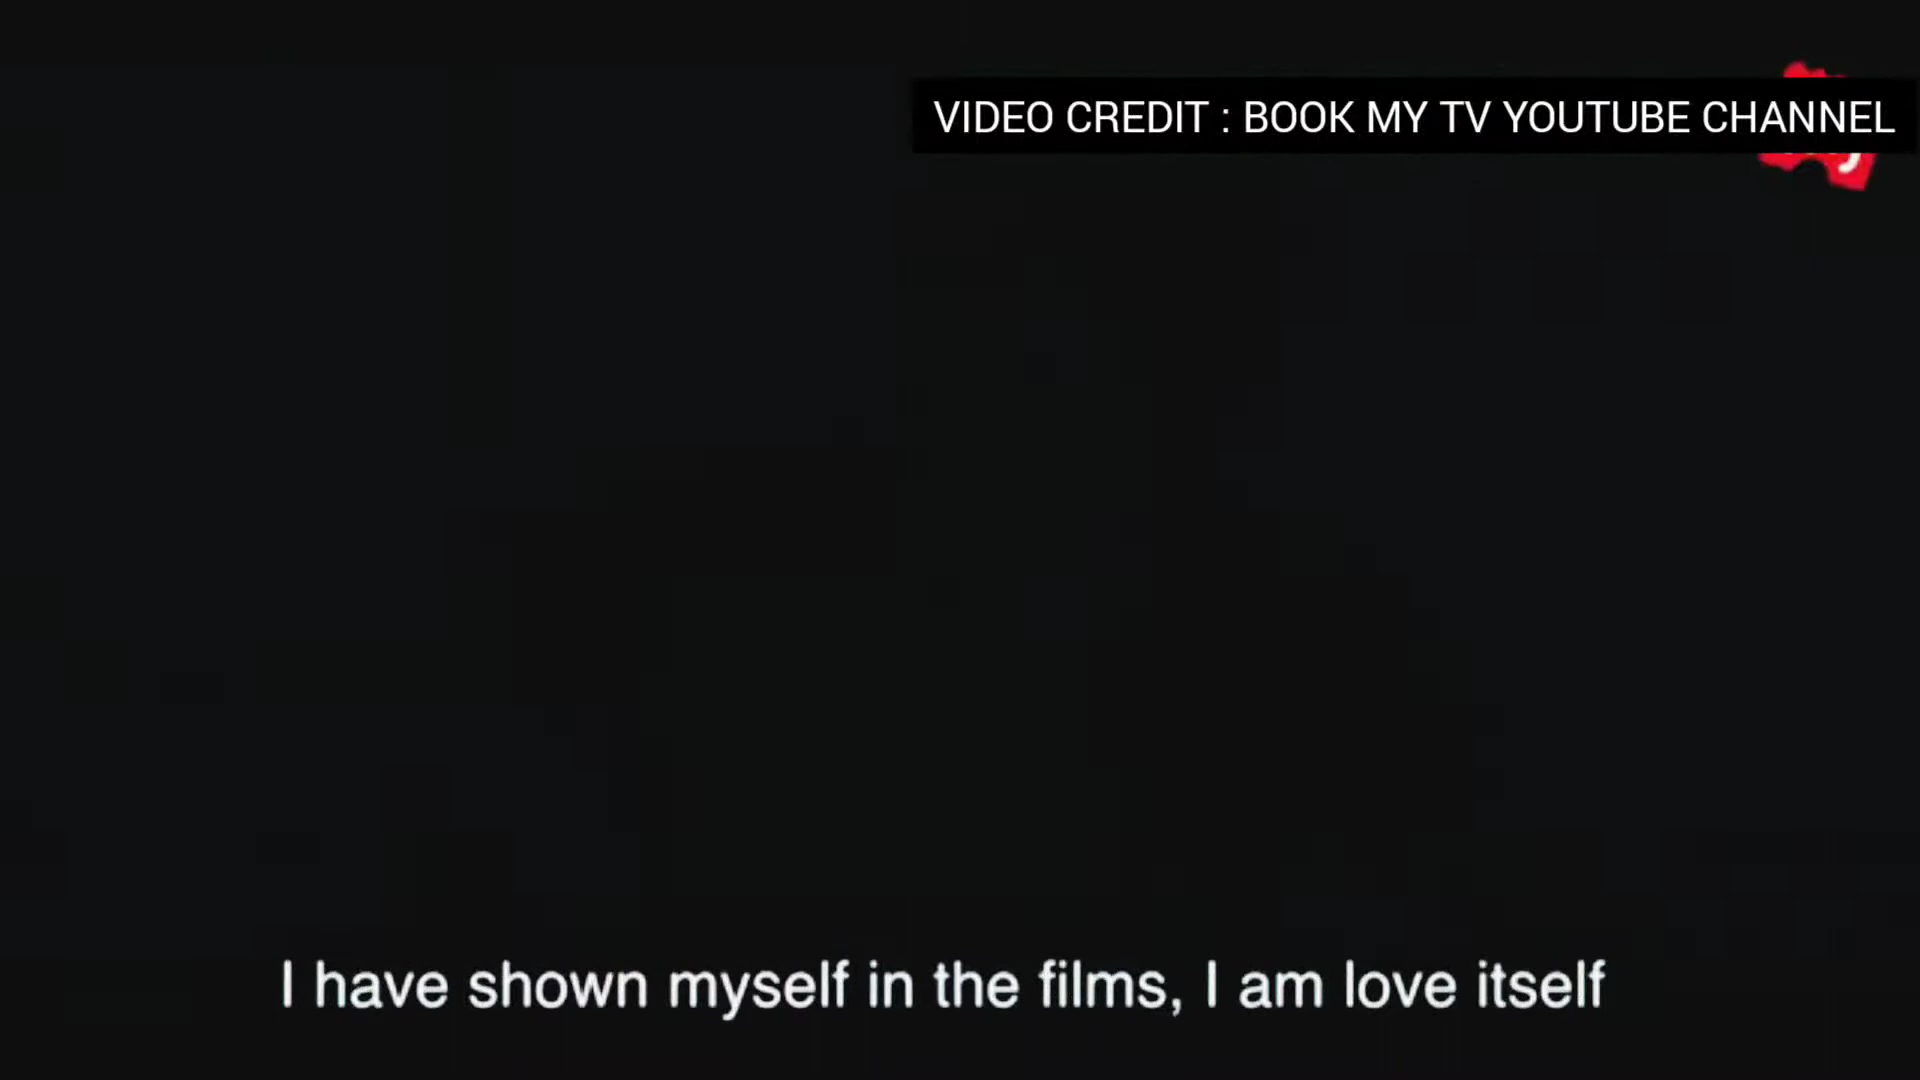 VIDEO CREDIT : BOOK MY TV YOUTUBE CHANNEL
I have shown myself in the films, I am love itself